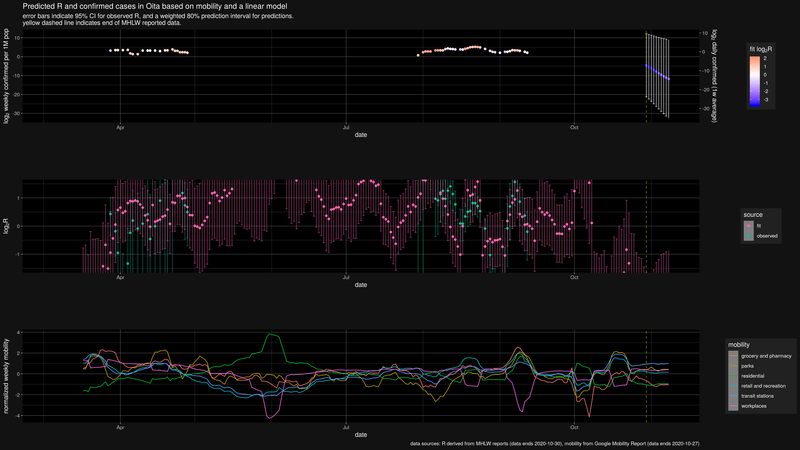 Predicted R and confirmed cases in Oita based on mobility and a linear model
error bars indicate 95% CI for observed R, and a weighted 80% prediction interval for predictions.
yellow dashed line indicates end of MHLW reported data.
log₂ weekly confirmed per 1M pop
10
0
-10
-20
-30
Apr
Jul
Oct
date
10
0
-10
-20
-30
log₂ daily confirmed (1w average)
fit log₂R
2
1
0
-1
-2
-3
log₂R
1
0
-1
Apr
Jul
Oct
date
source
fit
observed
normalised weekly mobility
4
2
0
-2
-4
Apr
Jul
Oct
date
mobility
grocery and pharmacy
parks
residential
retail and recreation
transit stations
workplaces
data sources: R derived from MHLW reports (data ends 2020-10-30), mobility from Google Mobility Report (data ends 2020-10-27)